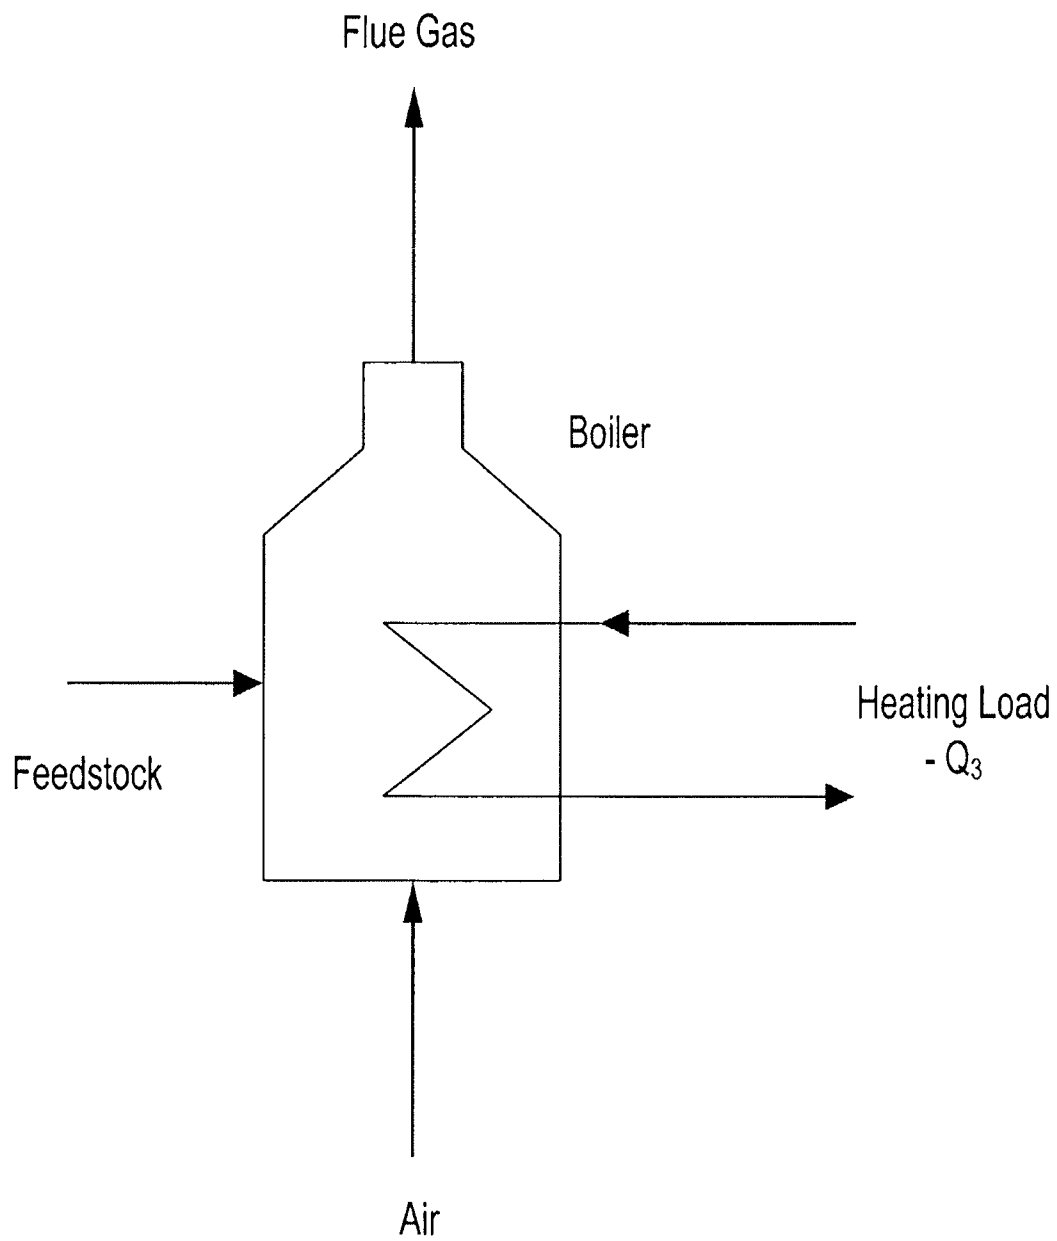 Flue Gas
Boiler
Heating Load
- Q₃
Feedstock
Air